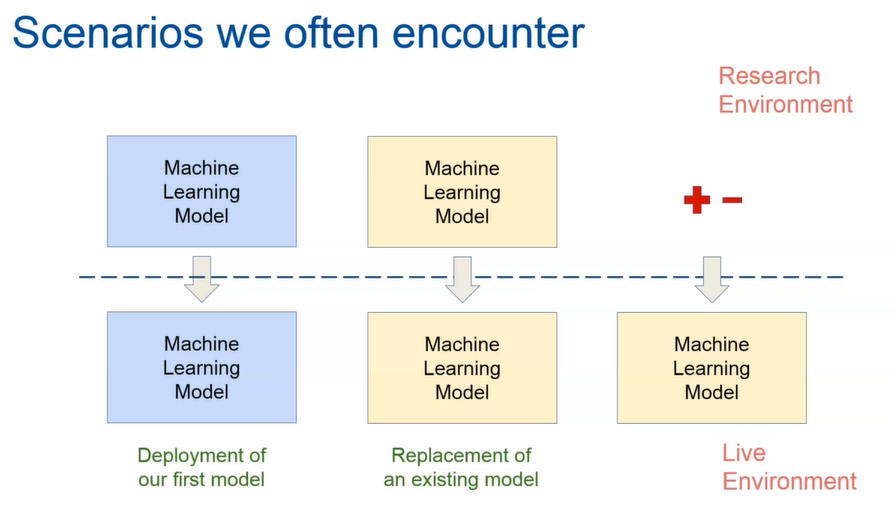 Scenarios we often encounter
Research
Environment
Machine
Learning
Model
Machine
Learning
Model
+ -
Machine
Learning
Model
Machine
Learning
Model
Machine
Learning
Model
Deployment of
our first model
Replacement of
an existing model
Live
Environment